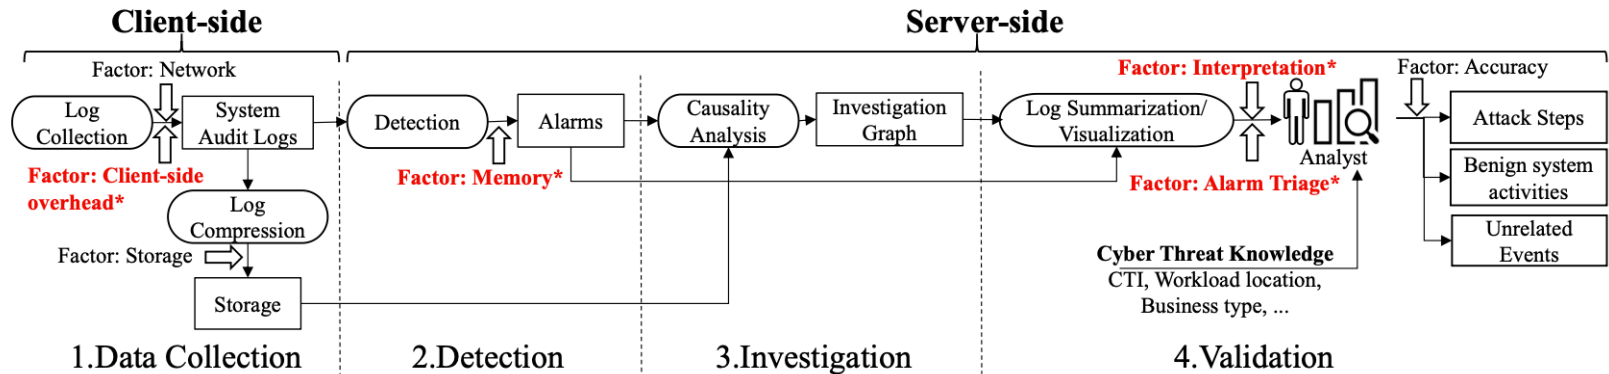 Client-side
Server-side
Factor: Network
Log
Collection
System
Audit Logs
Factor: Client-side
overhead*
Log
Compression
Factor: Storage
Storage
1.Data Collection
Detection
Alarms
Factor: Memory*
2.Detection
Causality
Analysis
Investigation
Graph
3.Investigation
Factor: Interpretation*
Log Summarization/
Visualization
Analyst
Factor: Alarm Triage*
Cyber Threat Knowledge
CTI, Workload location,
Business type, ...
Factor: Accuracy
Attack Steps
Benign system
activities
Unrelated
Events
4.Validation